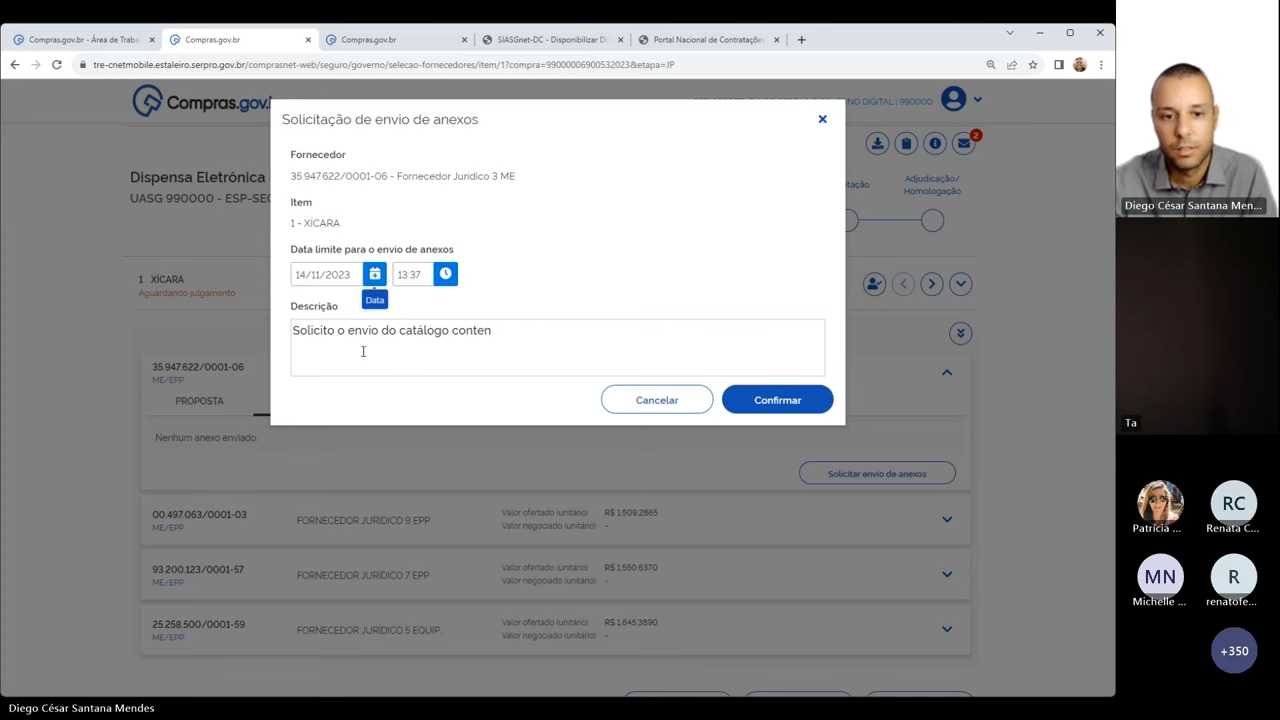 Compras.gov.br - Área de Traba
Compras.gov.br
Compras.gov.br
SIASGnet-DC - Disponibilizar Di
Portal Nacional de Contrataçõe
tre-cnetmobile.estaleiro.serpro.gov.br/comprasnet-web/seguro/governo/selecao-fornecedores/item/1?compra=99000006900532023&etapa=JP
Compras.g
NO DIGITAL | 990000
2
Dispensa Eletrônica
UASG 990000 - ESP-SE
tação
Adjudicação/
Homologação
Solicitação de envio de anexos
Fornecedor
35.947.622/0001-06 - Fornecedor Jurídico 3 ME
Item
1 - XÍCARA
Data limite para o envio de anexos
14/11/2023
13:37
Data
Descrição
Solicito o envio do catálogo conten
Cancelar
Confirmar
1 XÍCARA
Aguardando julgamento
35.947.622/0001-06
ME/EPP
PROPOSTA
Nenhum anexo enviado.
Solicitar envio de anexos
00.497.063/0001-03
ME/EPP
FORNECEDOR JURÍDICO 9 EPP
Valor ofertado (unitário) R$ 1.509,2865
Valor negociado (unitário) -
93.200.123/0001-57
ME/EPP
FORNECEDOR JURÍDICO 7 EPP
Valor ofertado (unitário) R$ 1.550,6370
Valor negociado (unitário) -
25.258.500/0001-59
ME/EPP
FORNECEDOR JURÍDICO 5 EQUIP...
Valor ofertado (unitário) R$ 1.645,3890
Valor negociado (unitário) -
Diego César Santana Men...
Ta
Patrícia ...
RC
Renata C...
MN
Michelle ...
R
renatofe...
+350
Diego César Santana Mendes